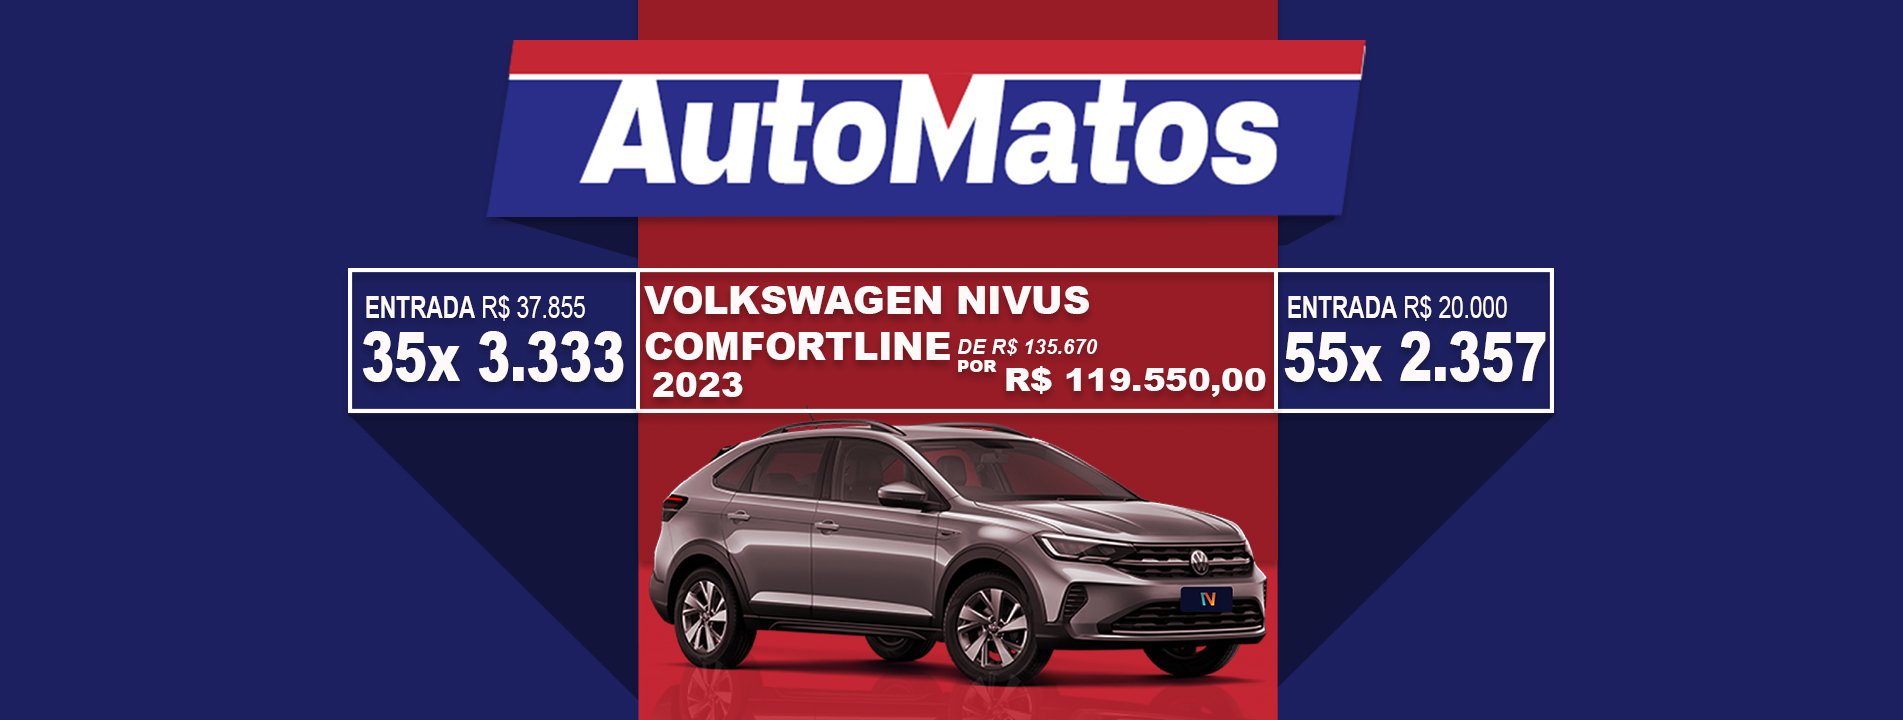 AutoMatos
ENTRADA R$ 37.855
35x 3.333
VOLKSWAGEN NIVUS
COMFORTLINE
2023
DE R$ 135.670
POR R$ 119.550,00
ENTRADA R$ 20.000
55x 2.357